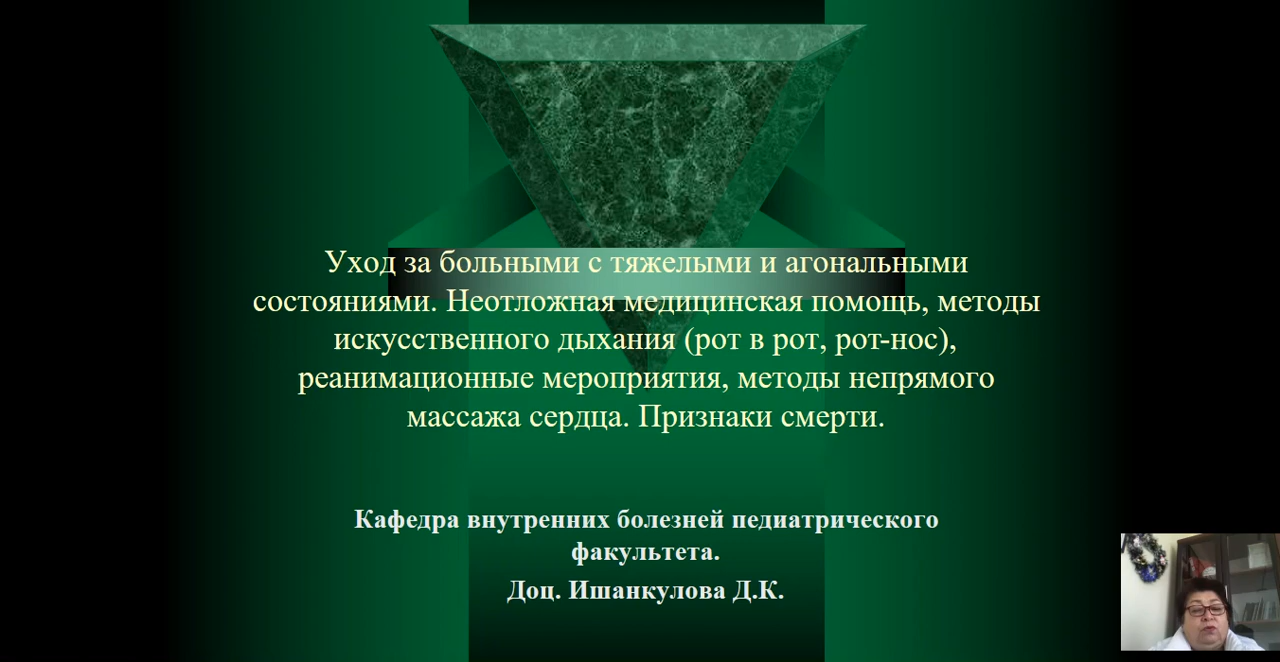 Уход за больными с тяжелыми и агональными
состояниями. Неотложная медицинская помощь, методы
искусственного дыхания (рот в рот, рот-нос),
реанимационные мероприятия, методы непрямого
массажа сердца. Признаки смерти.
Кафедра внутренних болезней педиатрического
факультета.
Доц. Ишанкулова Д.К.